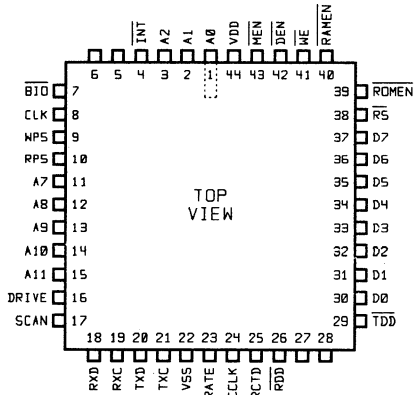 INT A2 A1 A0 VDD MEN DEN WE RAMEN
6 5 4 3 2 1 44 43 42 41 40
BIO 7
CLK 8
WPS 9
RPS 10
A7 11
A8 12
A9 13
A10 14
A11 15
DRIVE 16
SCAN 17
TOP
VIEW
39 ROMEN
38 RS
37 D7
36 D6
35 D5
34 D4
33 D3
32 D2
31 D1
30 D0
29 TDD
18 19 20 21 22 23 24 25 26 27 28
RXD RXC TXD TXC VSS RATE CCLK RCTD RDD